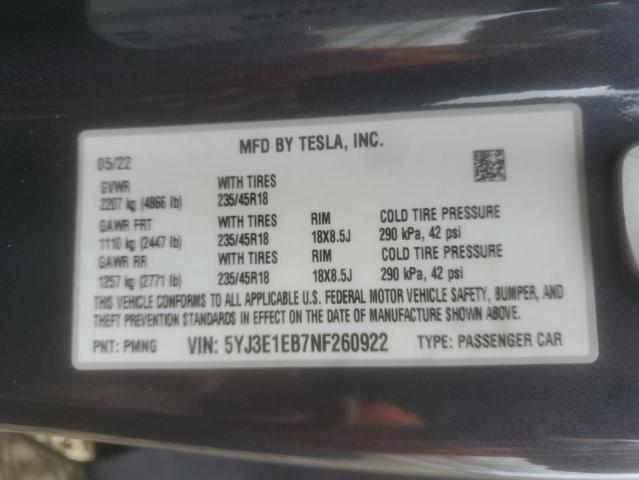 MFD BY TESLA, INC.
05/22
GVWR WITH TIRES
2207 kg (4866 lb) 235/45R18
GAWR FRT WITH TIRES RIM COLD TIRE PRESSURE
1110 kg (2447 lb) 235/45R18 18X8.5J 290 kPa, 42 psi
GAWR RR WITH TIRES RIM COLD TIRE PRESSURE
1257 kg (2771 lb) 235/45R18 18X8.5J 290 kPa, 42 psi
THIS VEHICLE CONFORMS TO ALL APPLICABLE U.S. FEDERAL MOTOR VEHICLE SAFETY, BUMPER, AND
THEFT PREVENTION STANDARDS IN EFFECT ON THE DATE OF MANUFACTURE SHOWN ABOVE.
PNT: PMNG VIN: 5YJ3E1EB7NF260922 TYPE: PASSENGER CAR